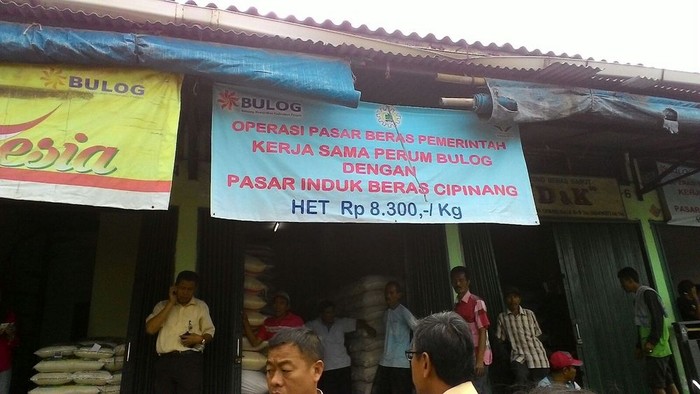 BULOG
esia
BULOG
OPERASI PASAR BERAS PEMERINTAH
KERJA SAMA PERUM BULOG
DENGAN
PASAR INDUK BERAS CIPINANG
HET Rp 8.300,-/ Kg
D & K